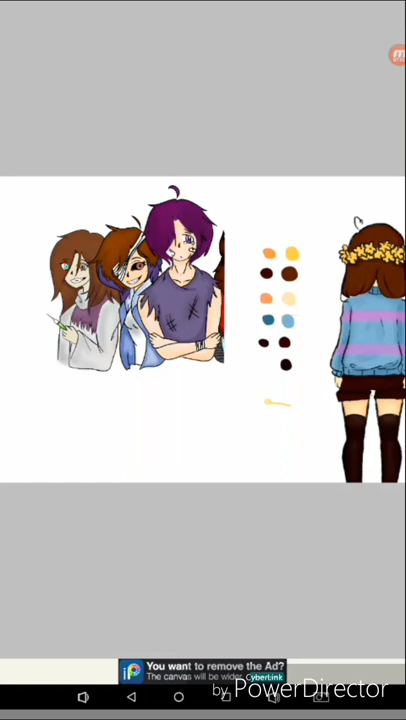 You want to remove the Ad?
The canvas will be wider. CyberLink
by PowerDirector